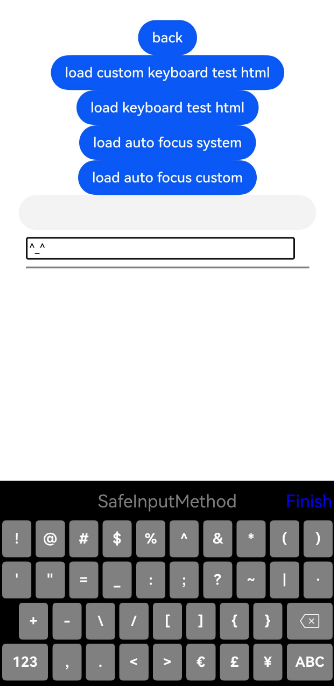 back
load custom keyboard test html
load keyboard test html
load auto focus system
load auto focus custom
^_^
SafeInputMethod Finish
! @ # $ % ^ & * ( )
' " = _ : ; ? ~ | ·
+ - \ / [ ] { }
123 , . < > € £ ¥ ABC